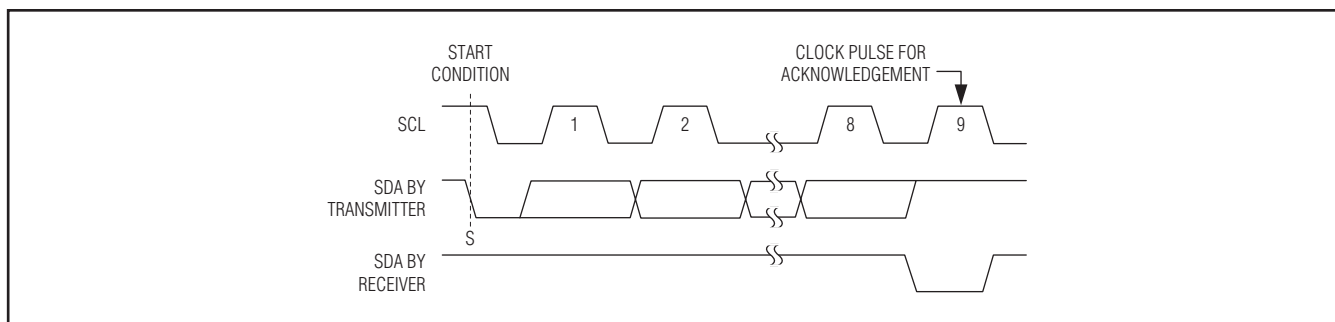 START
CONDITION
CLOCK PULSE FOR
ACKNOWLEDGEMENT
SCL
1
2
8
9
SDA BY
TRANSMITTER
S
SDA BY
RECEIVER